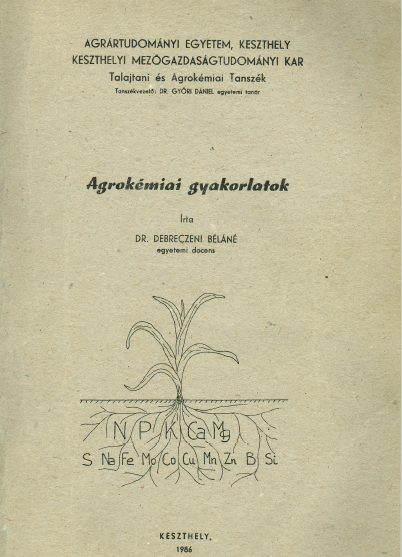 AGRÁRTUDOMÁNYI EGYETEM, KESZTHELY
KESZTHELYI MEZŐGAZDASÁGTUDOMÁNYI KAR
Talajtani és Agrokémiai Tanszék
Tanszékvezető: DR. GYŐRI DÁNIEL egyetemi tanár
Agrokémiai gyakorlatok
Írta
DR. DEBRECZENI BÉLÁNÉ
egyetemi docens
N P K Ca Mg
S Na Fe Mo Co Cu Mn Zn B Si
KESZTHELY,
1986